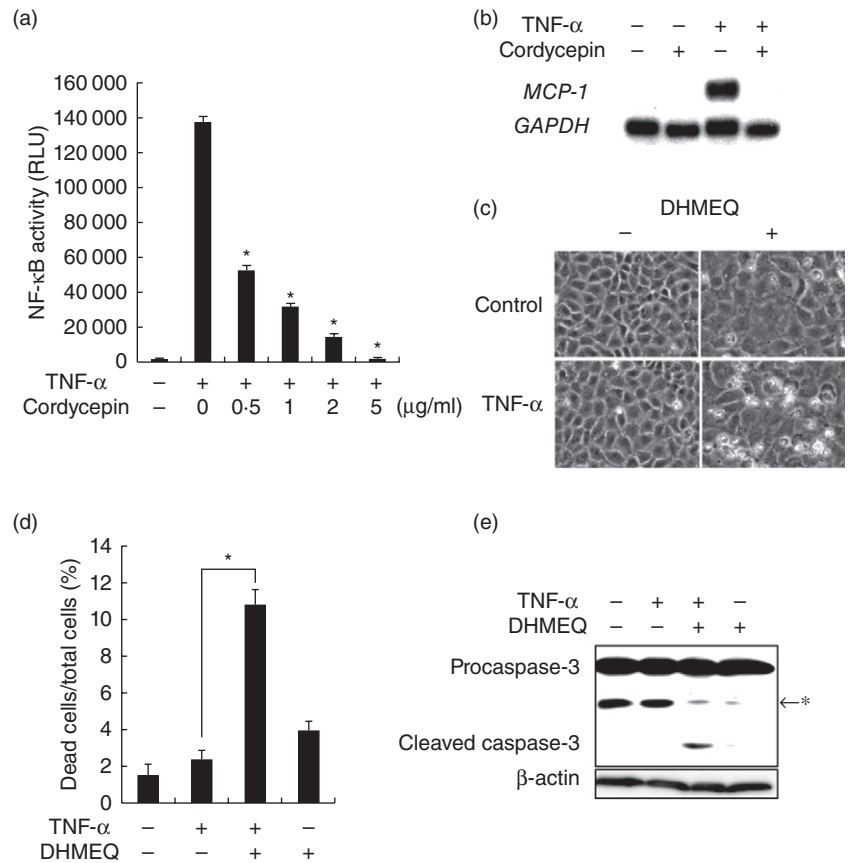 (a)
NF-κB activity (RLU)
160 000
140 000
120 000
100 000
80 000
60 000
40 000
20 000
0
* * * *
TNF-α – + + + + +
Cordycepin – 0 0·5 1 2 5 (μg/ml)
(b)
TNF-α – – + +
Cordycepin – + – +
MCP-1
GAPDH
(c)
DHMEQ
– +
Control
TNF-α
(d)
Dead cells/total cells (%)
14
12
10
8
6
4
2
0
*
TNF-α – + + –
DHMEQ – – + +
(e)
TNF-α – + + –
DHMEQ – – + +
Procaspase-3
←*
Cleaved caspase-3
β-actin